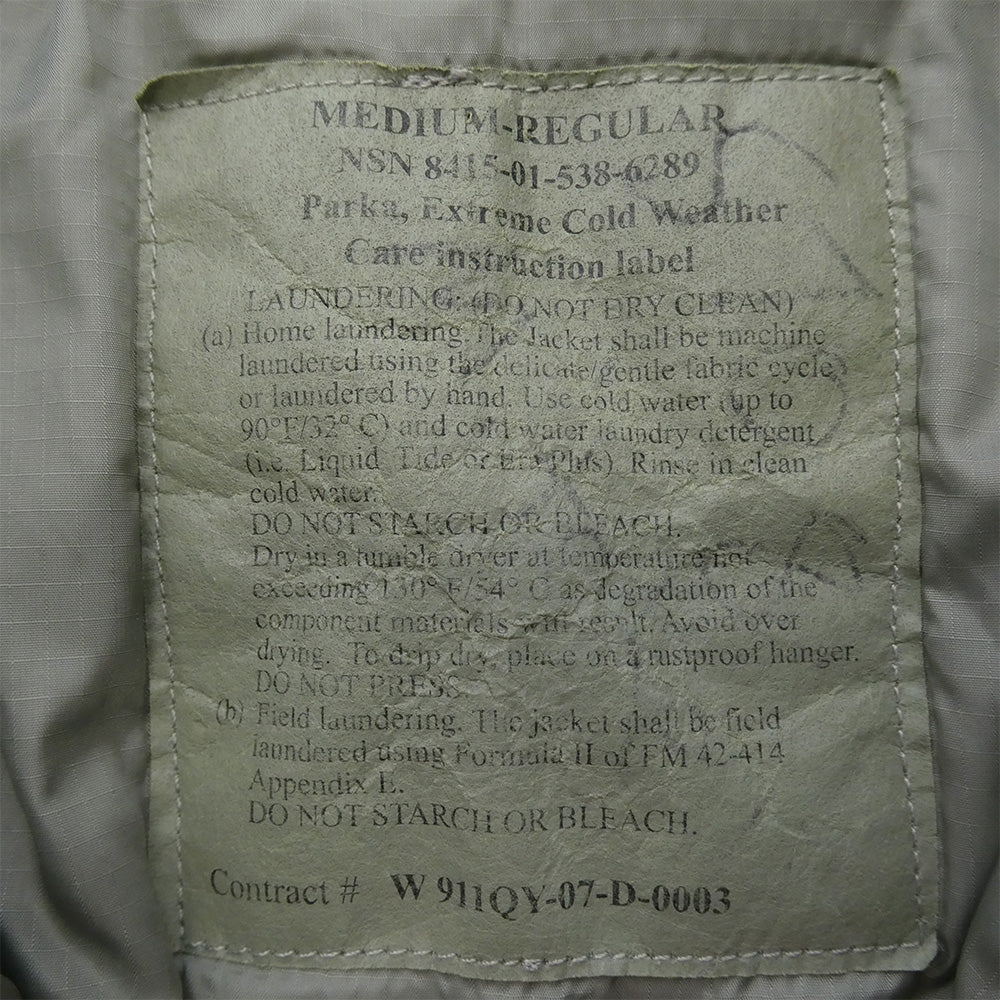 MEDIUM-REGULAR
NSN 8415-01-538-6289
Parka, Extreme Cold Weather
Care instruction label
LAUNDERING: (DO NOT DRY CLEAN)
(a) Home laundering. The Jacket shall be machine
laundered using the delicate/gentle fabric cycle
or laundered by hand. Use cold water (up to
90°F/32° C) and cold water laundry detergent
(i.e. Liquid Tide or Era Plus). Rinse in clean
cold water.
DO NOT STARCH OR BLEACH.
Dry in a tumble dryer at temperature not
exceeding 130° F/54° C as degradation of the
component materials will result. Avoid over
drying. To drip dry, place on a rustproof hanger.
DO NOT PRESS
(b) Field laundering. The jacket shall be field
laundered using Formula II of FM 42-414
Appendix E.
DO NOT STARCH OR BLEACH.
Contract # W 911QY-07-D-0003